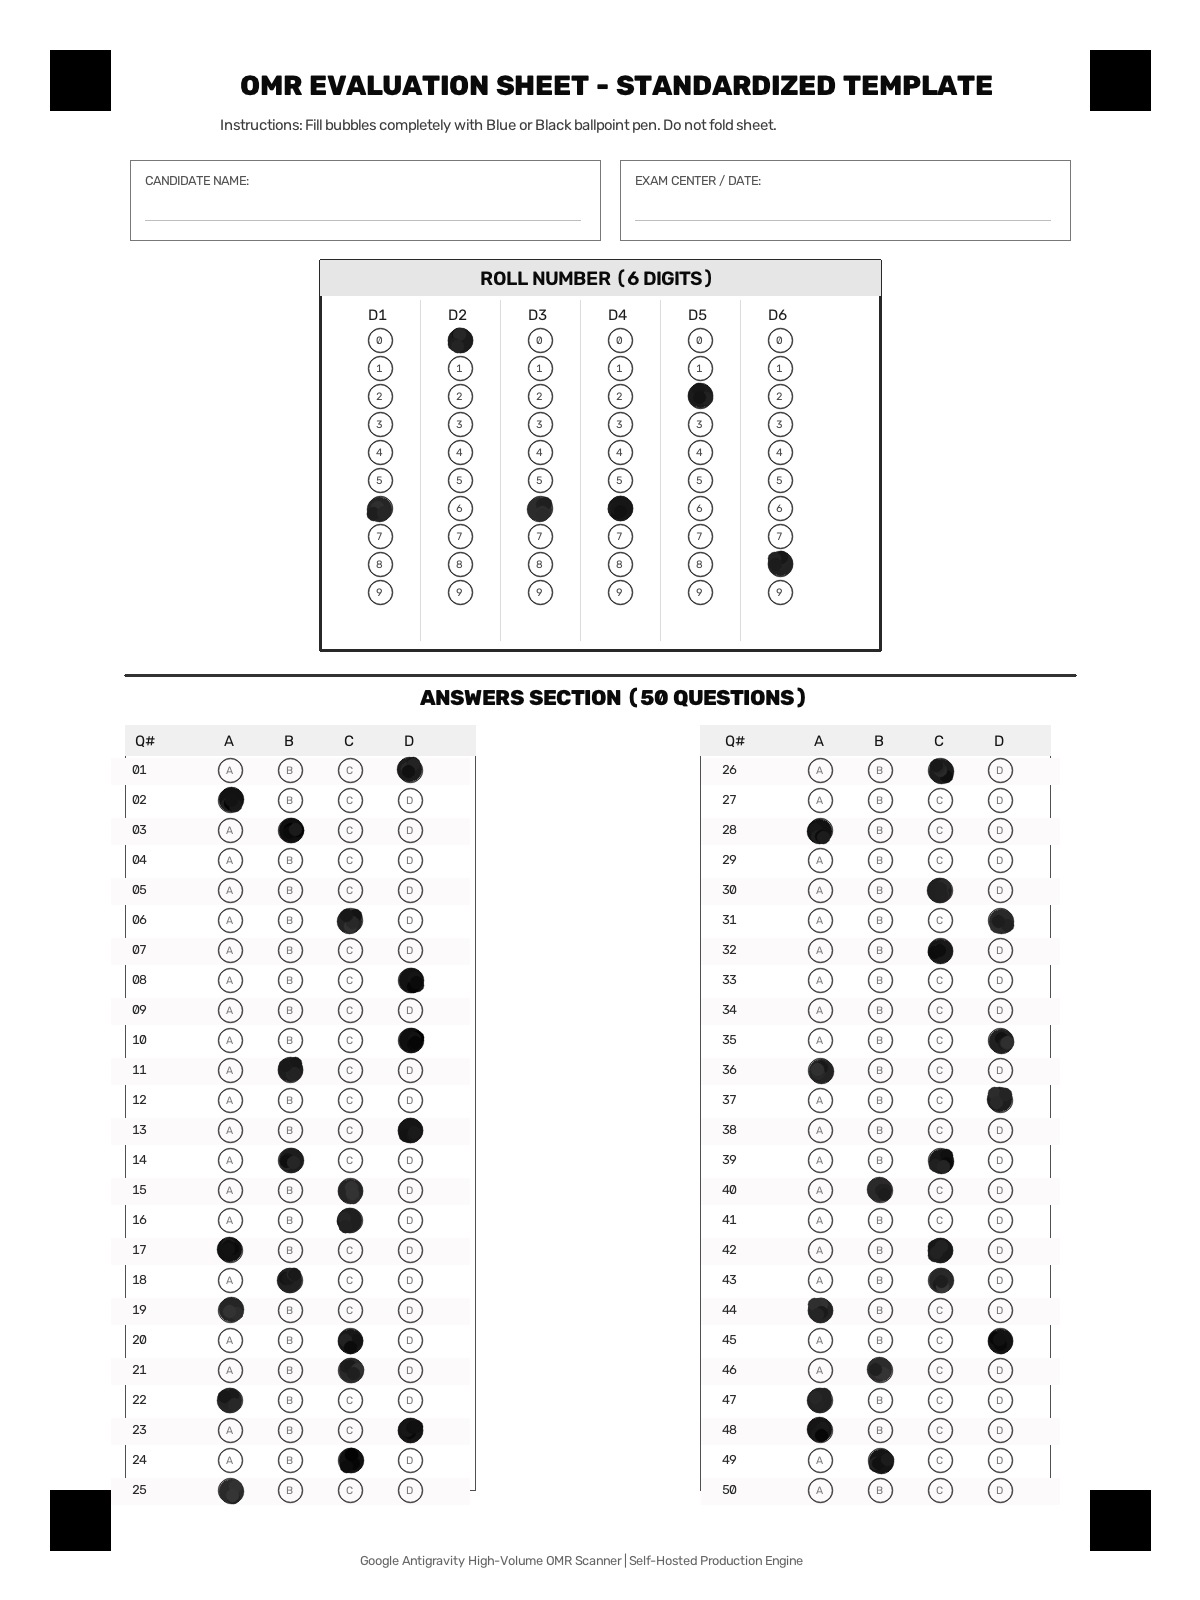 OMR EVALUATION SHEET - STANDARDIZED TEMPLATE
Instructions: Fill bubbles completely with Blue or Black ballpoint pen. Do not fold sheet.
CANDIDATE NAME:
EXAM CENTER / DATE:
ROLL NUMBER (6 DIGITS)
D1 D2 D3 D4 D5 D6
0 0 0 0 0
1 1 1 1 1 1
2 2 2 2 2
3 3 3 3 3 3
4 4 4 4 4 4
5 5 5 5 5 5
6 6 6
7 7 7 7 7 7
8 8 8 8 8
9 9 9 9 9 9
ANSWERS SECTION (50 QUESTIONS)
Q# A B C D
01 A B C
02 B C D
03 A C D
04 A B C D
05 A B C D
06 A B D
07 A B C D
08 A B C
09 A B C D
10 A B C
11 A C D
12 A B C D
13 A B C
14 A C D
15 A B D
16 A B D
17 B C D
18 A C D
19 B C D
20 A B D
21 A B D
22 B C D
23 A B C
24 A B D
25 B C D
Q# A B C D
26 A B D
27 A B C D
28 B C D
29 A B C D
30 A B D
31 A B C
32 A B D
33 A B C D
34 A B C D
35 A B C
36 B C D
37 A B C
38 A B C D
39 A B D
40 A C D
41 A B C D
42 A B D
43 A B D
44 B C D
45 A B C
46 A C D
47 B C D
48 B C D
49 A C D
50 A B C D
Google Antigravity High-Volume OMR Scanner | Self-Hosted Production Engine